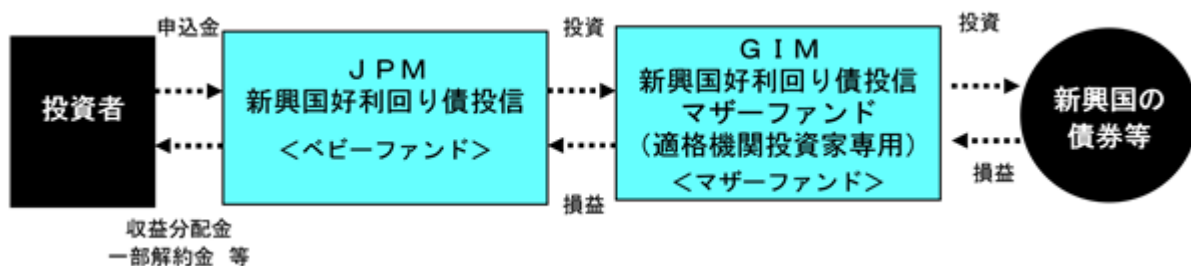 申込金
投資者
収益分配金
一部解約金 等
JPM
新興国好利回り債投信
＜ベビーファンド＞
投資
損益
GIM
新興国好利回り債投信
マザーファンド
（適格機関投資家専用）
＜マザーファンド＞
投資
損益
新興国の
債券等